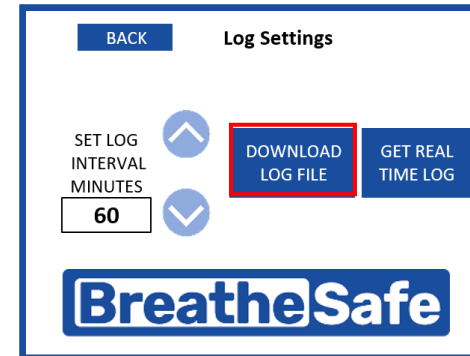 BACK
Log Settings
SET LOG
INTERVAL
MINUTES
60
DOWNLOAD
LOG FILE
GET REAL
TIME LOG
BreatheSafe